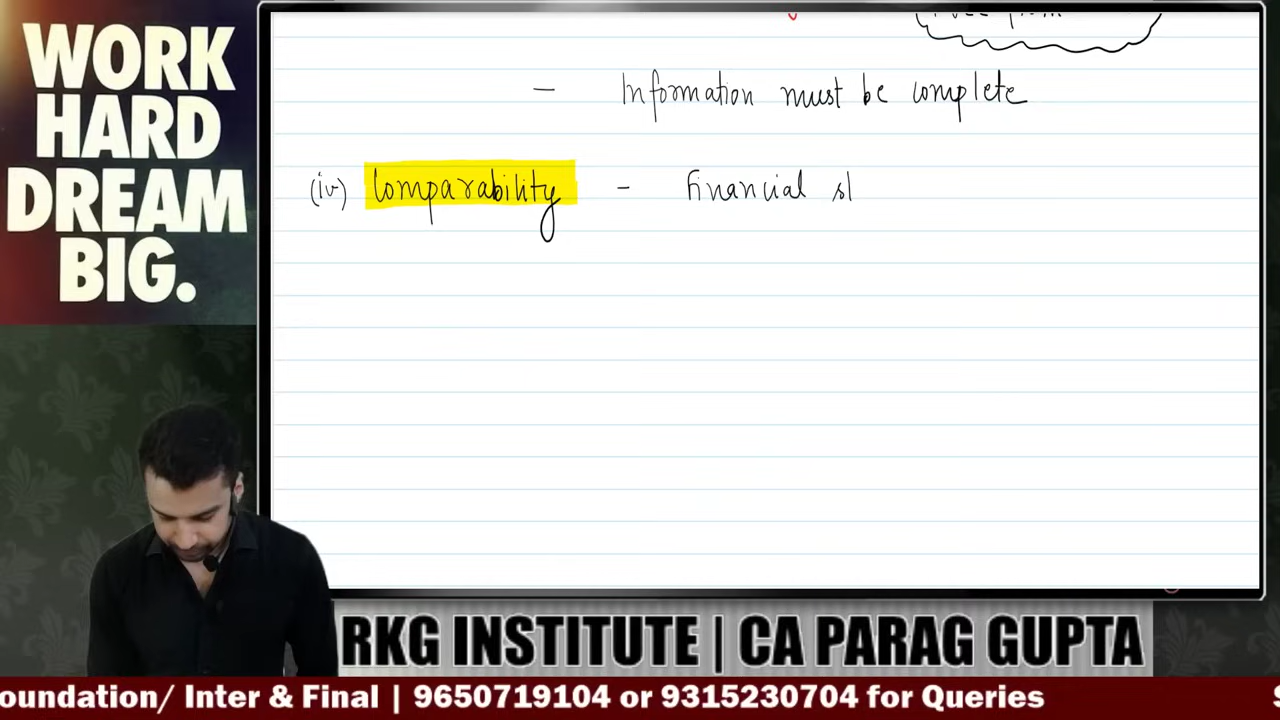 WORK
HARD
DREAM
BIG.
- Information must be complete
(iv) Comparability - Financial st
RKG INSTITUTE | CA PARAG GUPTA
oundation/ Inter & Final | 9650719104 or 9315230704 for Queries